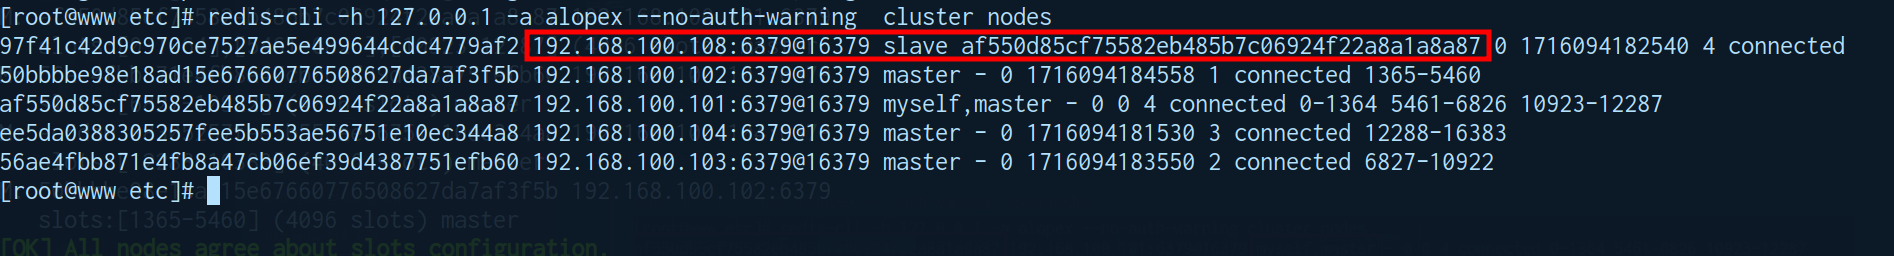 [root@www etc]# redis-cli -h 127.0.0.1 -a alopex --no-auth-warning  cluster nodes
97f41c42d9c970ce7527ae5e499644cdc4779af2 192.168.100.108:6379@16379 slave af550d85cf75582eb485b7c06924f22a8a1a8a87 0 1716094182540 4 connected
50bbbbe98e18ad15e67660776508627da7af3f5b 192.168.100.102:6379@16379 master - 0 1716094184558 1 connected 1365-5460
af550d85cf75582eb485b7c06924f22a8a1a8a87 192.168.100.101:6379@16379 myself,master - 0 0 4 connected 0-1364 5461-6826 10923-12287
ee5da0388305257fee5b553ae56751e10ec344a8 192.168.100.104:6379@16379 master - 0 1716094181530 3 connected 12288-16383
56ae4fbb871e4fb8a47cb06ef39d4387751efb60 192.168.100.103:6379@16379 master - 0 1716094183550 2 connected 6827-10922
[root@www etc]#
15e67660776508627da7af3f5b 192.168.100.102:6379
slots:[1365-5460] (4096 slots) master
[OK] All nodes agree about slots configuration.